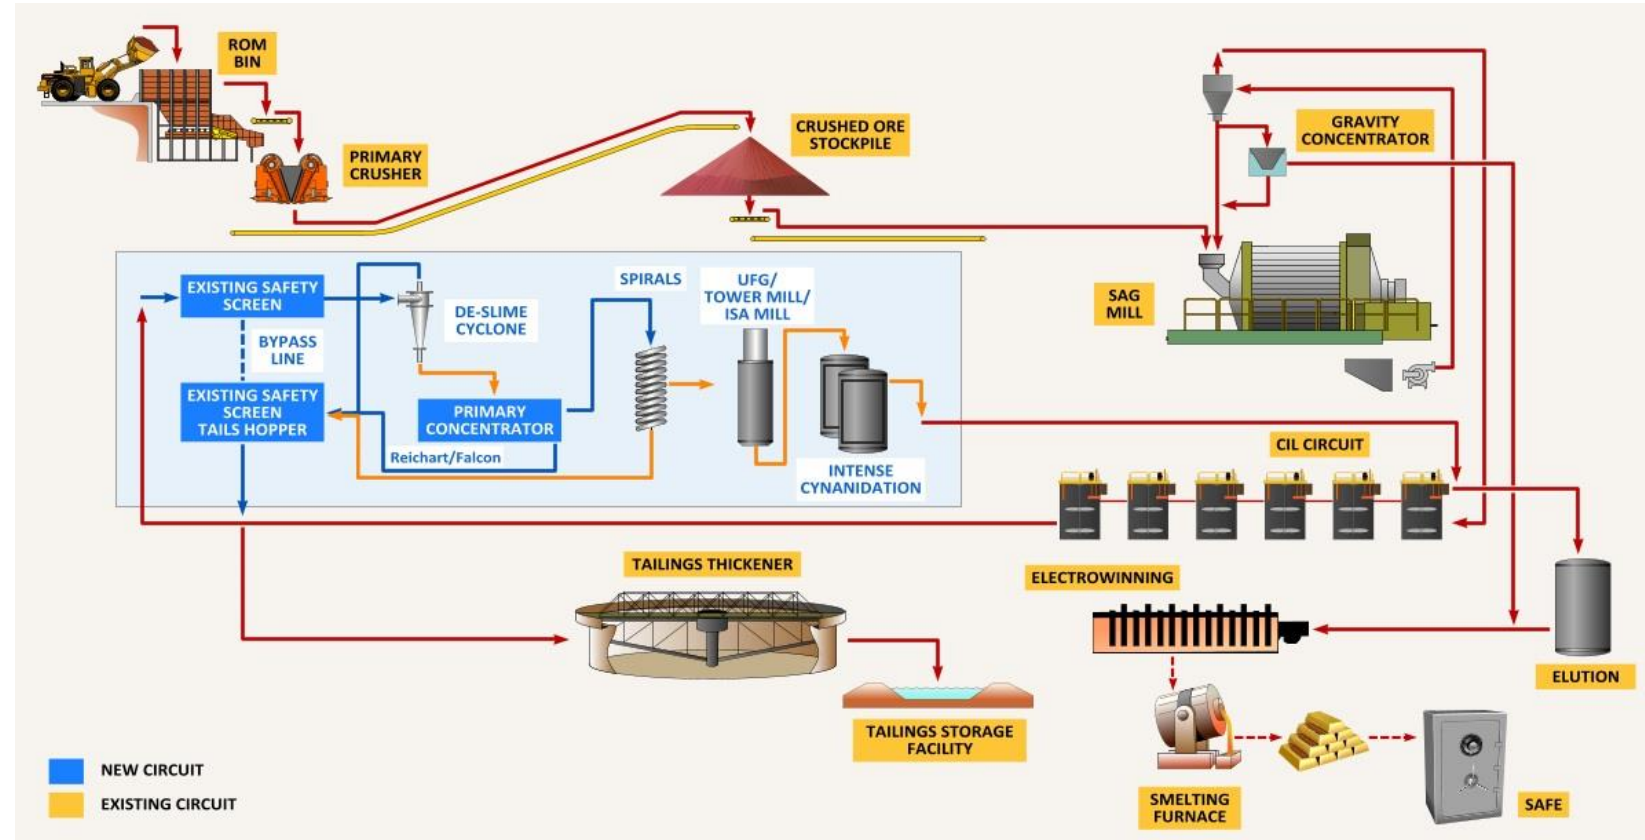 ROM
BIN
PRIMARY
CRUSHER
CRUSHED ORE
STOCKPILE
GRAVITY
CONCENTRATOR
SAG
MILL
EXISTING SAFETY
SCREEN
BYPASS
LINE
EXISTING SAFETY
SCREEN
TAILS HOPPER
DE-SLIME
CYCLONE
PRIMARY
CONCENTRATOR
Reichart/Falcon
SPIRALS
UFG/
TOWER MILL/
ISA MILL
INTENSE
CYNANIDATION
CIL CIRCUIT
TAILINGS THICKENER
ELECTROWINNING
ELUTION
TAILINGS STORAGE
FACILITY
SMELTING
FURNACE
SAFE
NEW CIRCUIT
EXISTING CIRCUIT